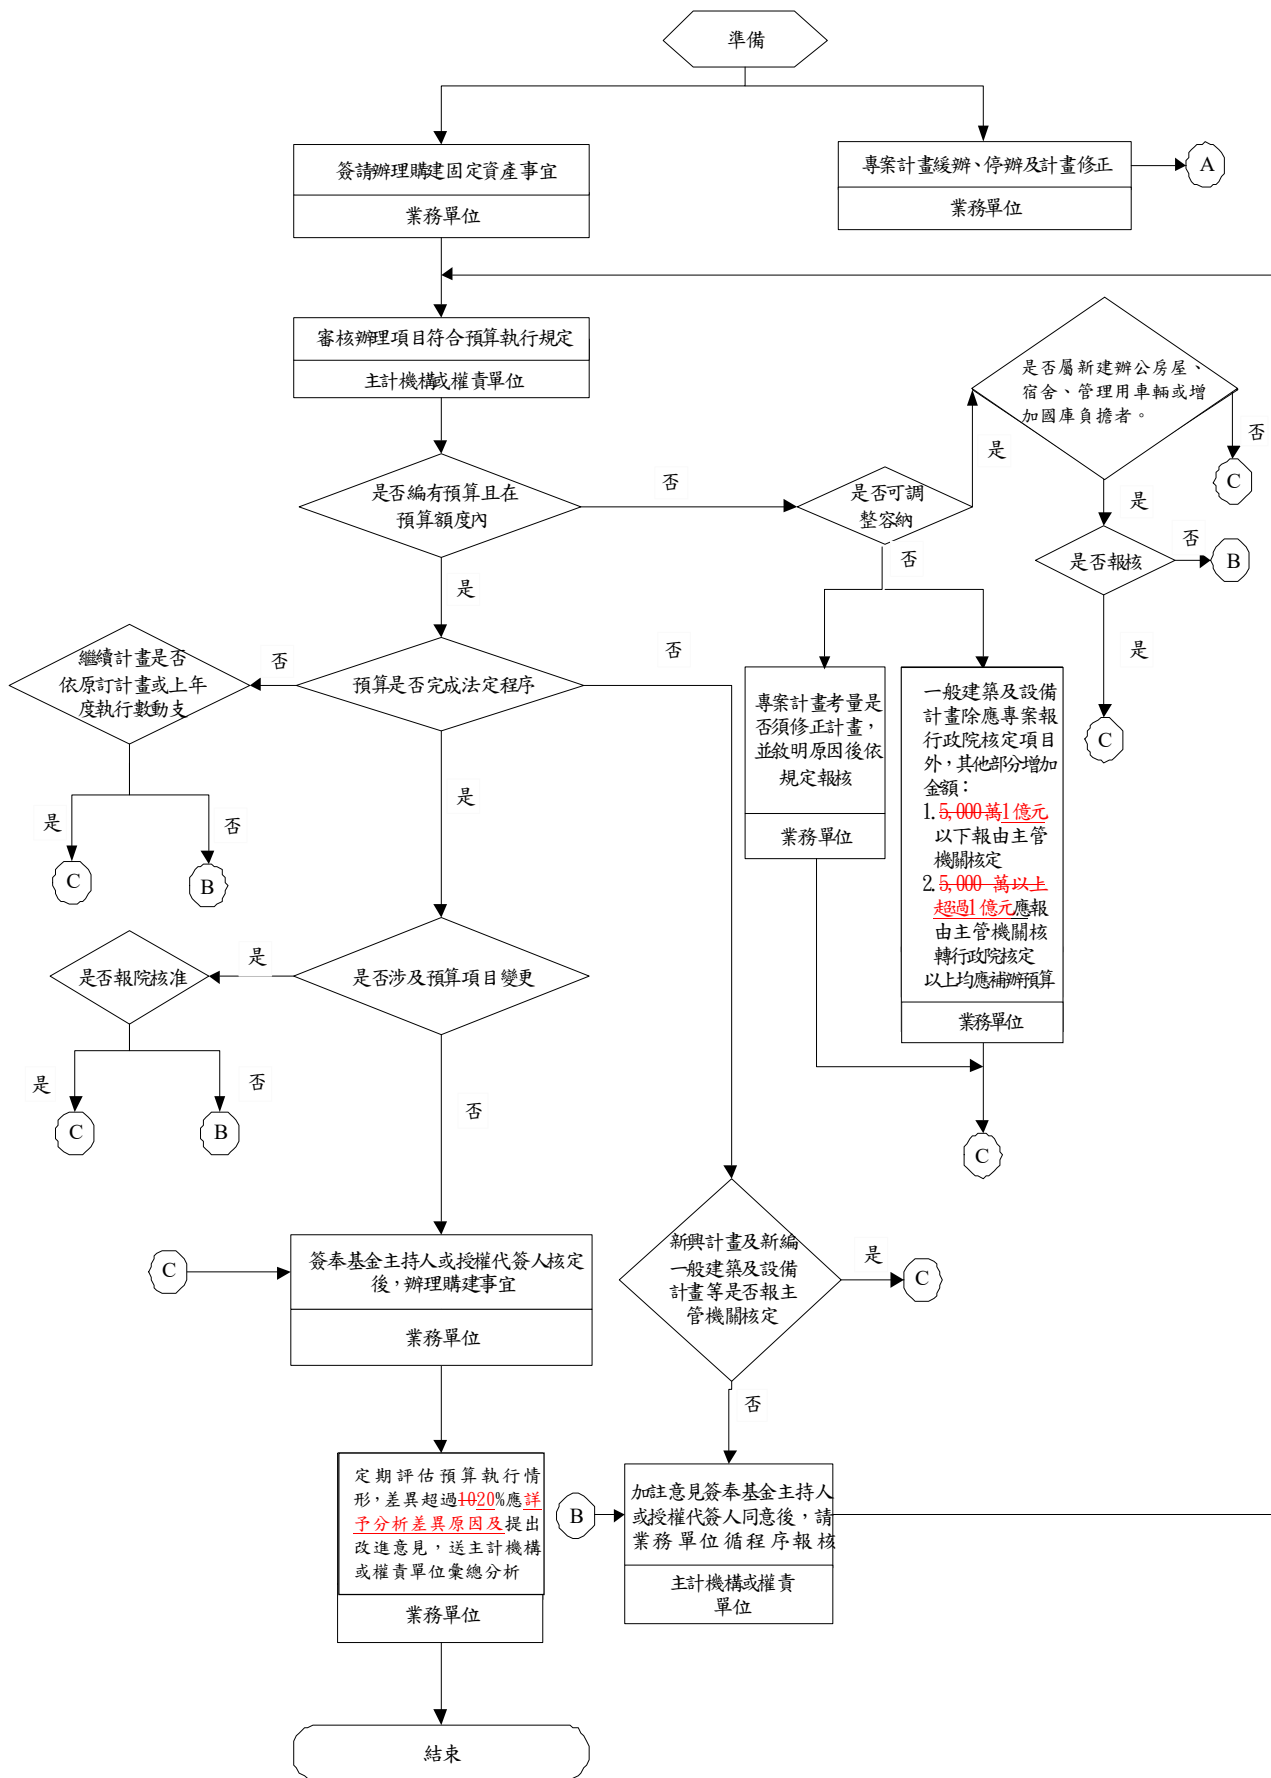 準備
簽請辦理購建固定資產事宜
業務單位
專案計畫緩辦、停辦及計畫修正
業務單位
A
審核辦理項目符合預算執行規定
主計機構或權責單位
是否屬新建辦公房屋、
宿舍、管理用車輛或增
加國庫負擔者。
否
C
是
是否編有預算且在
預算額度內
否
是否可調
整容納
是
否
是
是否報核
否
B
是
C
繼續計畫是否
依原訂計畫或上年
度執行數動支
否
預算是否完成法定程序
否
是
C
否
B
是
專案計畫考量是
否須修正計畫,
並敘明原因後依
規定報核
業務單位
一般建築及設備
計畫除應專案報
行政院核定項目
外,其他部分增加
金額:
1.5,000萬1億元
以下報由主管
機關核定
2.5,000 萬以上
超過1億元應報
由主管機關核
轉行政院核定
以上均應補辦預算
業務單位
C
是否報院核准
是
是否涉及預算項目變更
是
C
否
B
否
C
簽奉基金主持人或授權代簽人核定
後,辦理購建事宜
業務單位
新興計畫及新編
一般建築及設備
計畫等是否報主
管機關核定
是
C
否
定期評估預算執行情
形,差異超過1020%應詳
予分析差異原因及提出
改進意見,送主計機構
或權責單位彙總分析
業務單位
B
加註意見簽奉基金主持人
或授權代簽人同意後,請
業務單位循程序報核
主計機構或權責
單位
結束